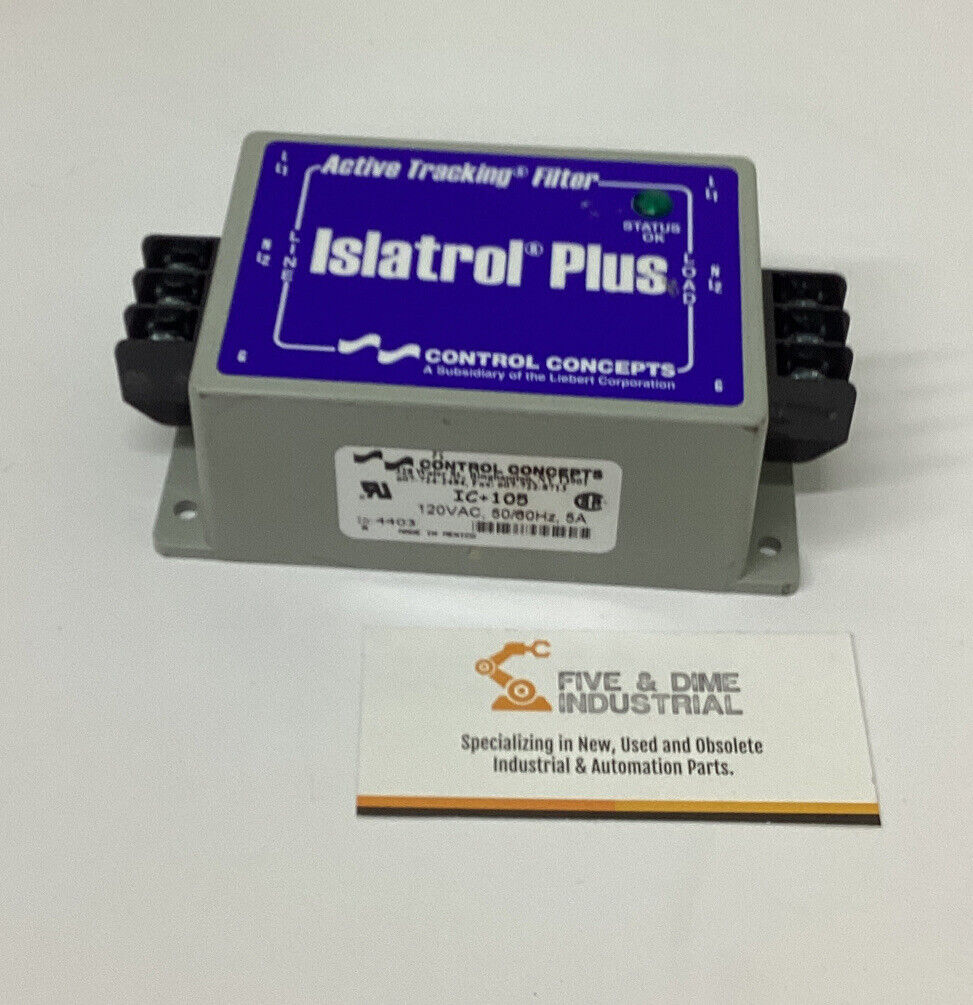 Active Tracking® Filter
L
L1
L
L1
STATUS
OK
Islatrol® Plus
LINE
LOAD
N
L2
N
L2
G
G
CONTROL CONCEPTS
A Subsidiary of the Liebert Corporation
CONTROL CONCEPTS
IC+105
120VAC, 50/60Hz, 5A
4403
MADE IN MEXICO
FIVE & DIME
INDUSTRIAL
Specializing in New, Used and Obsolete
Industrial & Automation Parts.